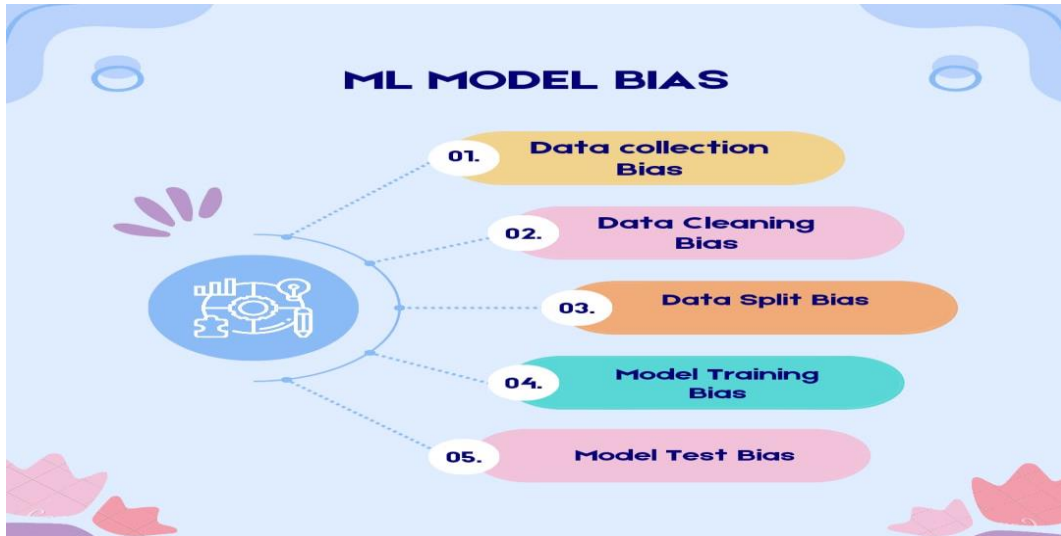 ML MODEL BIAS
01.
Data collection
Bias
02.
Data Cleaning
Bias
03.
Data Split Bias
04.
Model Training
Bias
05.
Model Test Bias